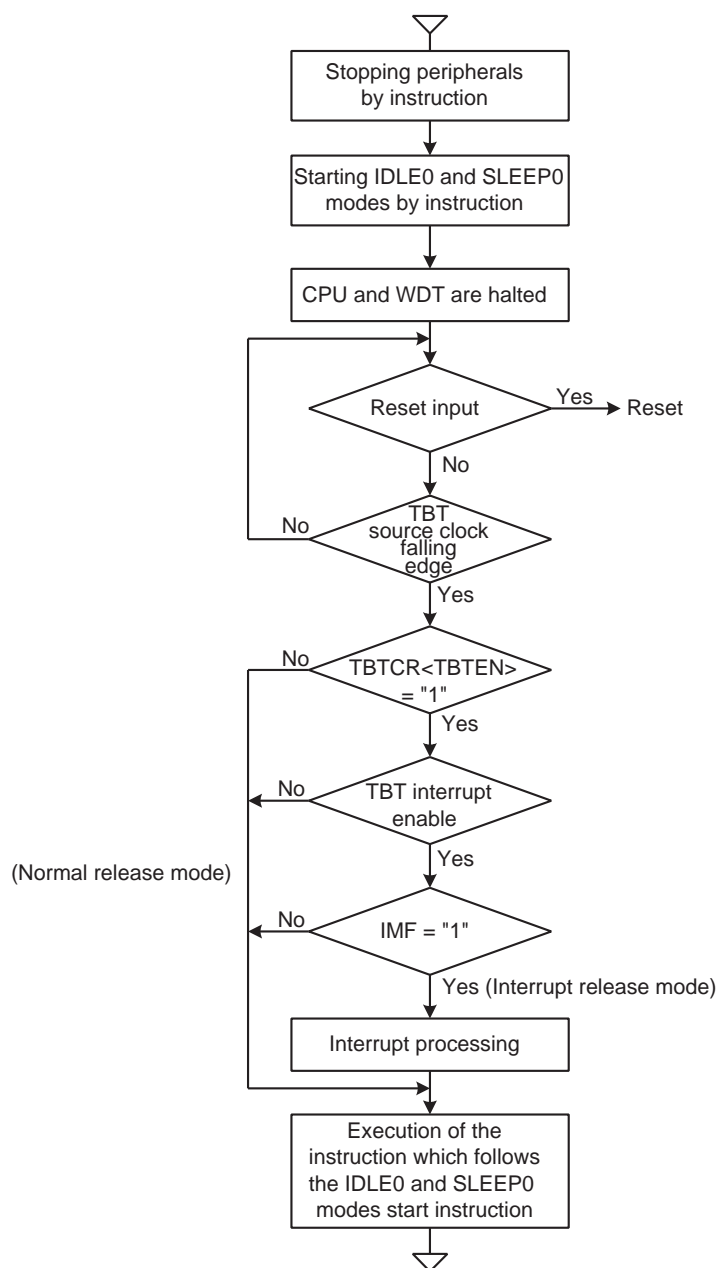 Stopping peripherals
by instruction
Starting IDLE0 and SLEEP0
modes by instruction
CPU and WDT are halted
Reset input
Yes
Reset
No
TBT
source clock
falling
edge
No
Yes
TBTCR<TBTEN>
= "1"
No
Yes
TBT interrupt
enable
No
Yes
(Normal release mode)
IMF = "1"
No
Yes (Interrupt release mode)
Interrupt processing
Execution of the
instruction which follows
the IDLE0 and SLEEP0
modes start instruction